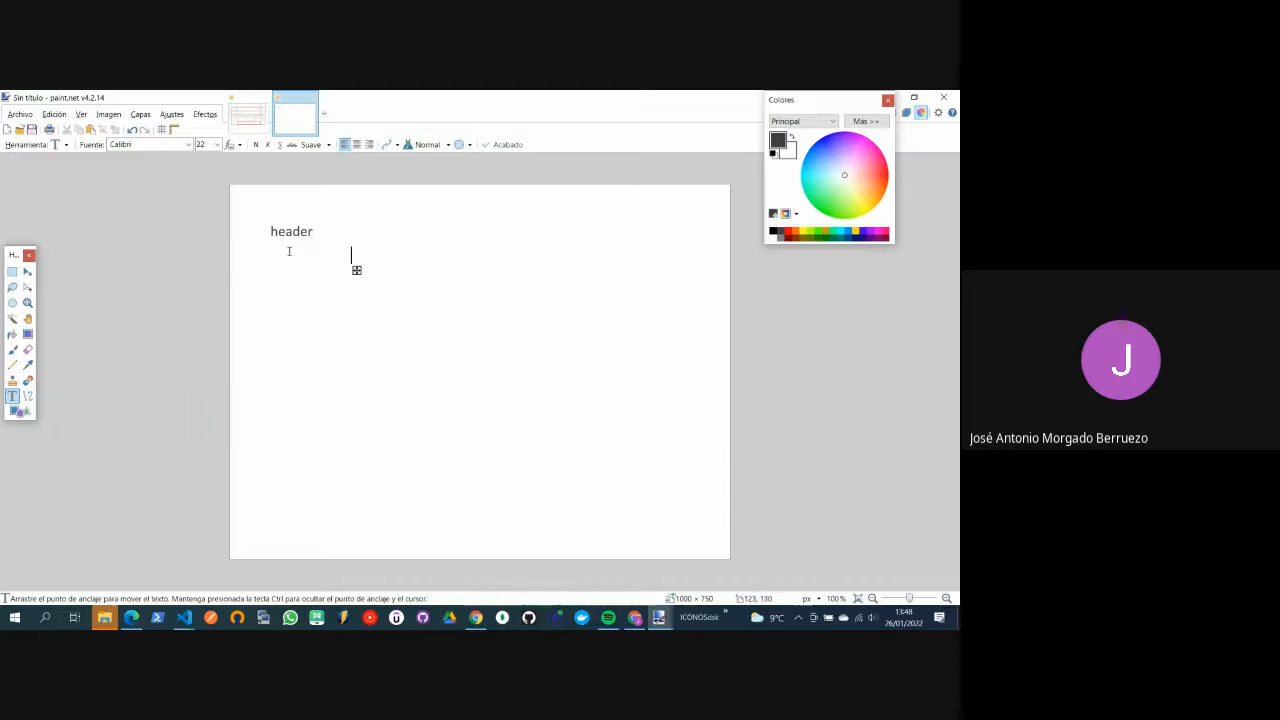 Sin título - paint.net v4.2.14
Colores
Archivo Edición Ver Imagen Capas Ajustes Efectos
Principal Más >>
Herramienta: T Fuente: Calibri 22 N K S abc Suave Normal Acabado
header
H...
T
J
José Antonio Morgado Berruezo
Arrastre el punto de anclaje para mover el texto. Mantenga presionada la tecla Ctrl para ocultar el punto de anclaje y el cursor.
1000 × 750 123, 130 px 100%
ICONOSdsk » 9°C 13:48
26/01/2022